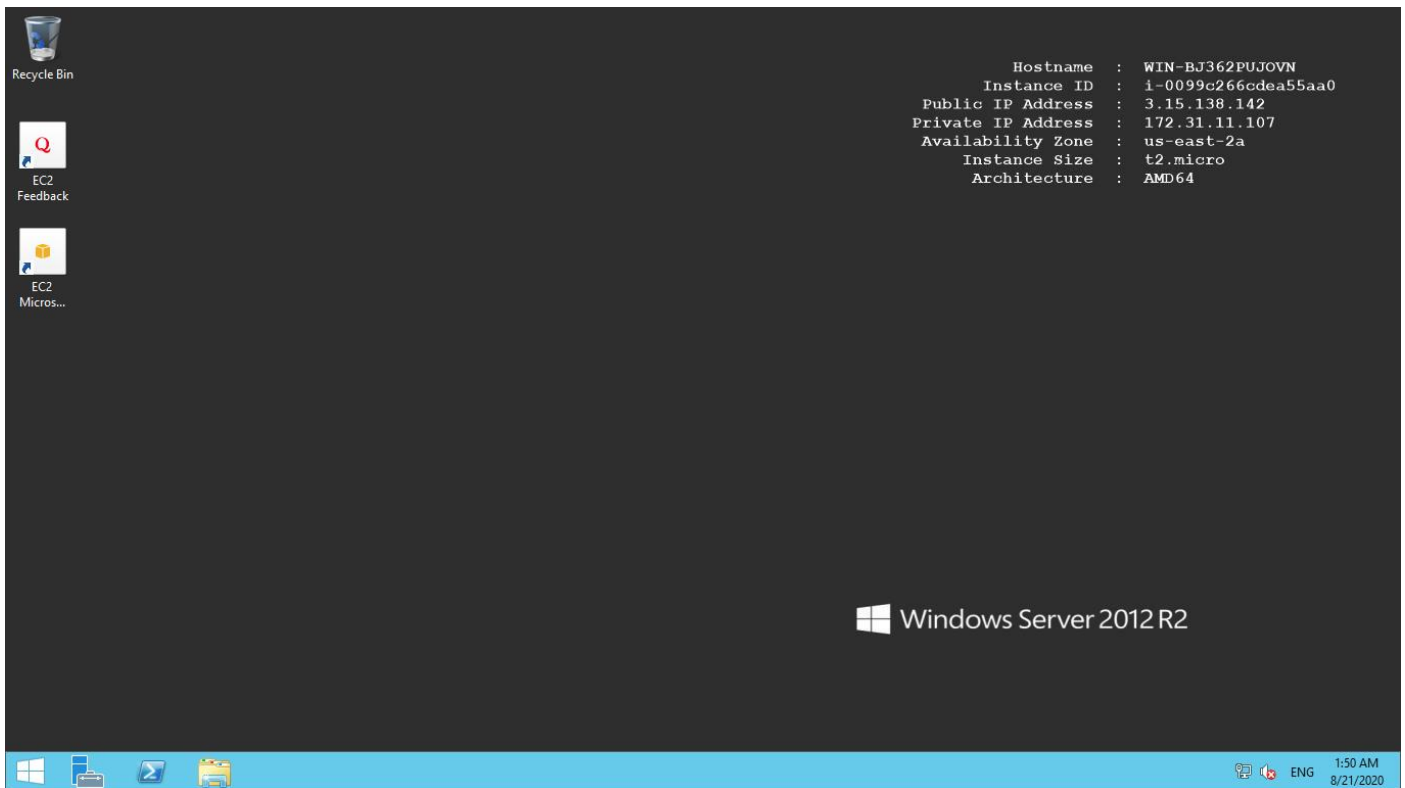 Recycle Bin
Q
EC2
Feedback
EC2
Micros...
Hostname : WIN-BJ362PUJOVN
Instance ID : i-0099c266cdea55aa0
Public IP Address : 3.15.138.142
Private IP Address : 172.31.11.107
Availability Zone : us-east-2a
Instance Size : t2.micro
Architecture : AMD64
Windows Server 2012 R2
ENG
1:50 AM
8/21/2020